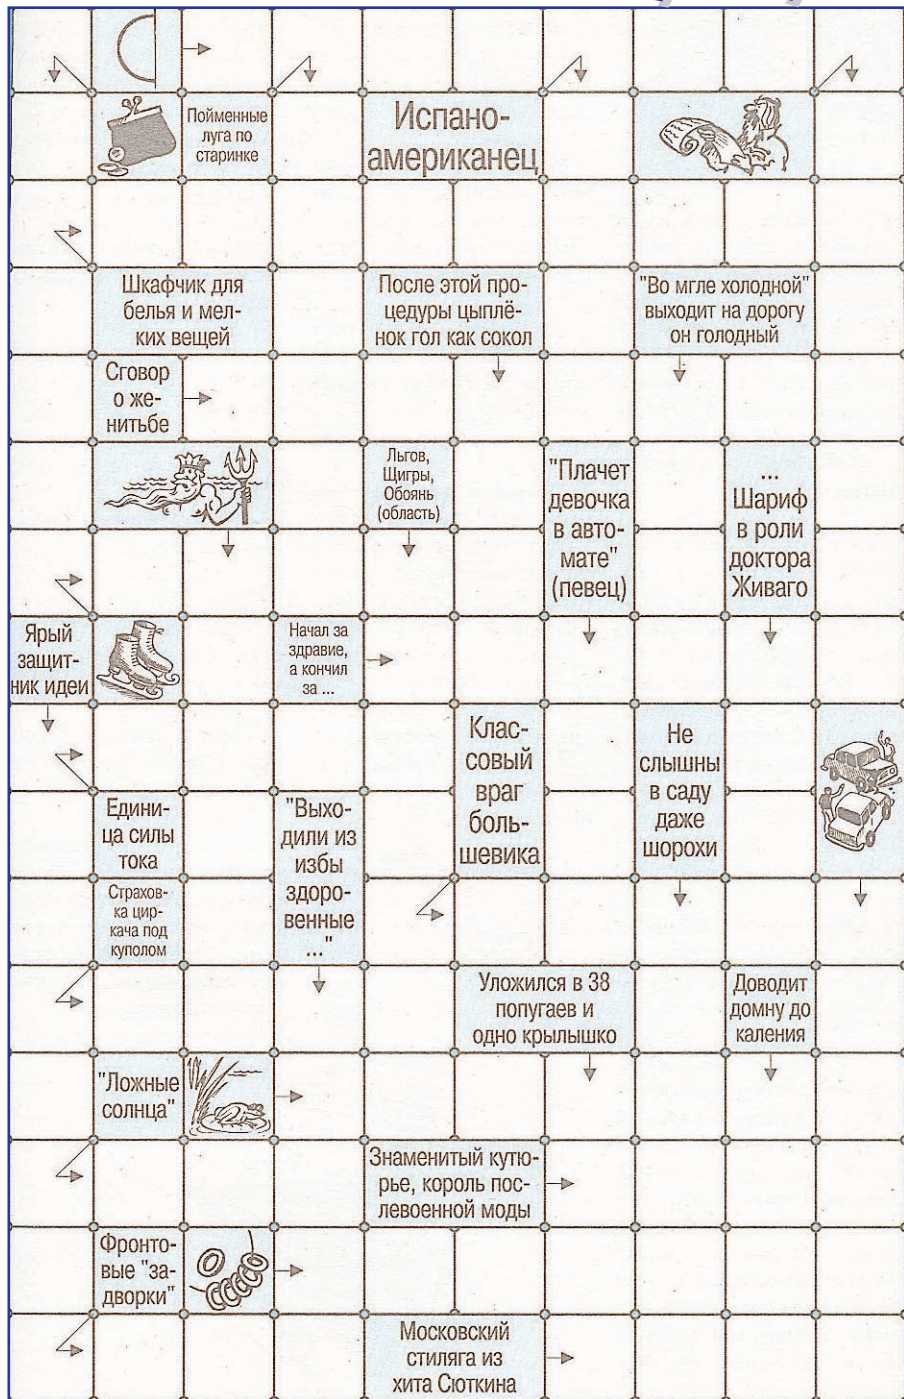 Пойменные
луга по
старинке
Испано-
американец
Шкафчик для
белья и мел-
ких вещей
После этой про-
цедуры цыплё-
нок гол как сокол
"Во мгле холодной"
выходит на дорогу
он голодный
Сговор
о же-
нитьбе
Льгов,
Щигры,
Обоянь
(область)
"Плачет
девочка
в авто-
мате"
(певец)
...
Шариф
в роли
доктора
Живаго
Ярый
защит-
ник идеи
Начал за
здравие,
а кончил
за ...
Клас-
совый
враг
боль-
шевика
Не
слышны
в саду
даже
шорохи
Едини-
ца силы
тока
"Выхо-
дили из
избы
здоро-
венные
..."
Страхов-
ка цир-
кача под
куполом
Уложился в 38
попугаев и
одно крылышко
Доводит
домну до
каления
"Ложные
солнца"
Знаменитый кутю-
рье, король пос-
левоенной моды
Фронто-
вые "за-
дворки"
Московский
стиляга из
хита Сюткина